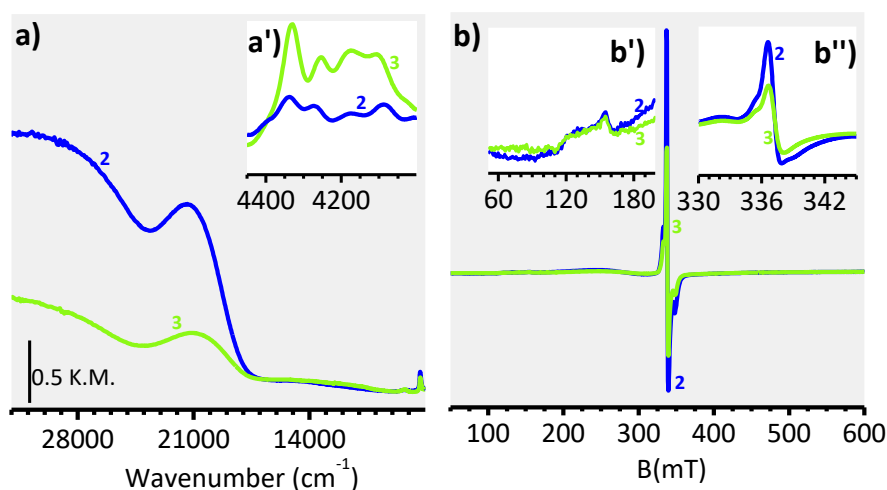 a)
a')
3
2
4400 4200
2
3
0.5 K.M.
28000 21000 14000
Wavenumber (cm⁻¹)
b)
b')
2
3
60 120 180
b'')
2
3
330 336 342
3
2
100 200 300 400 500 600
B(mT)